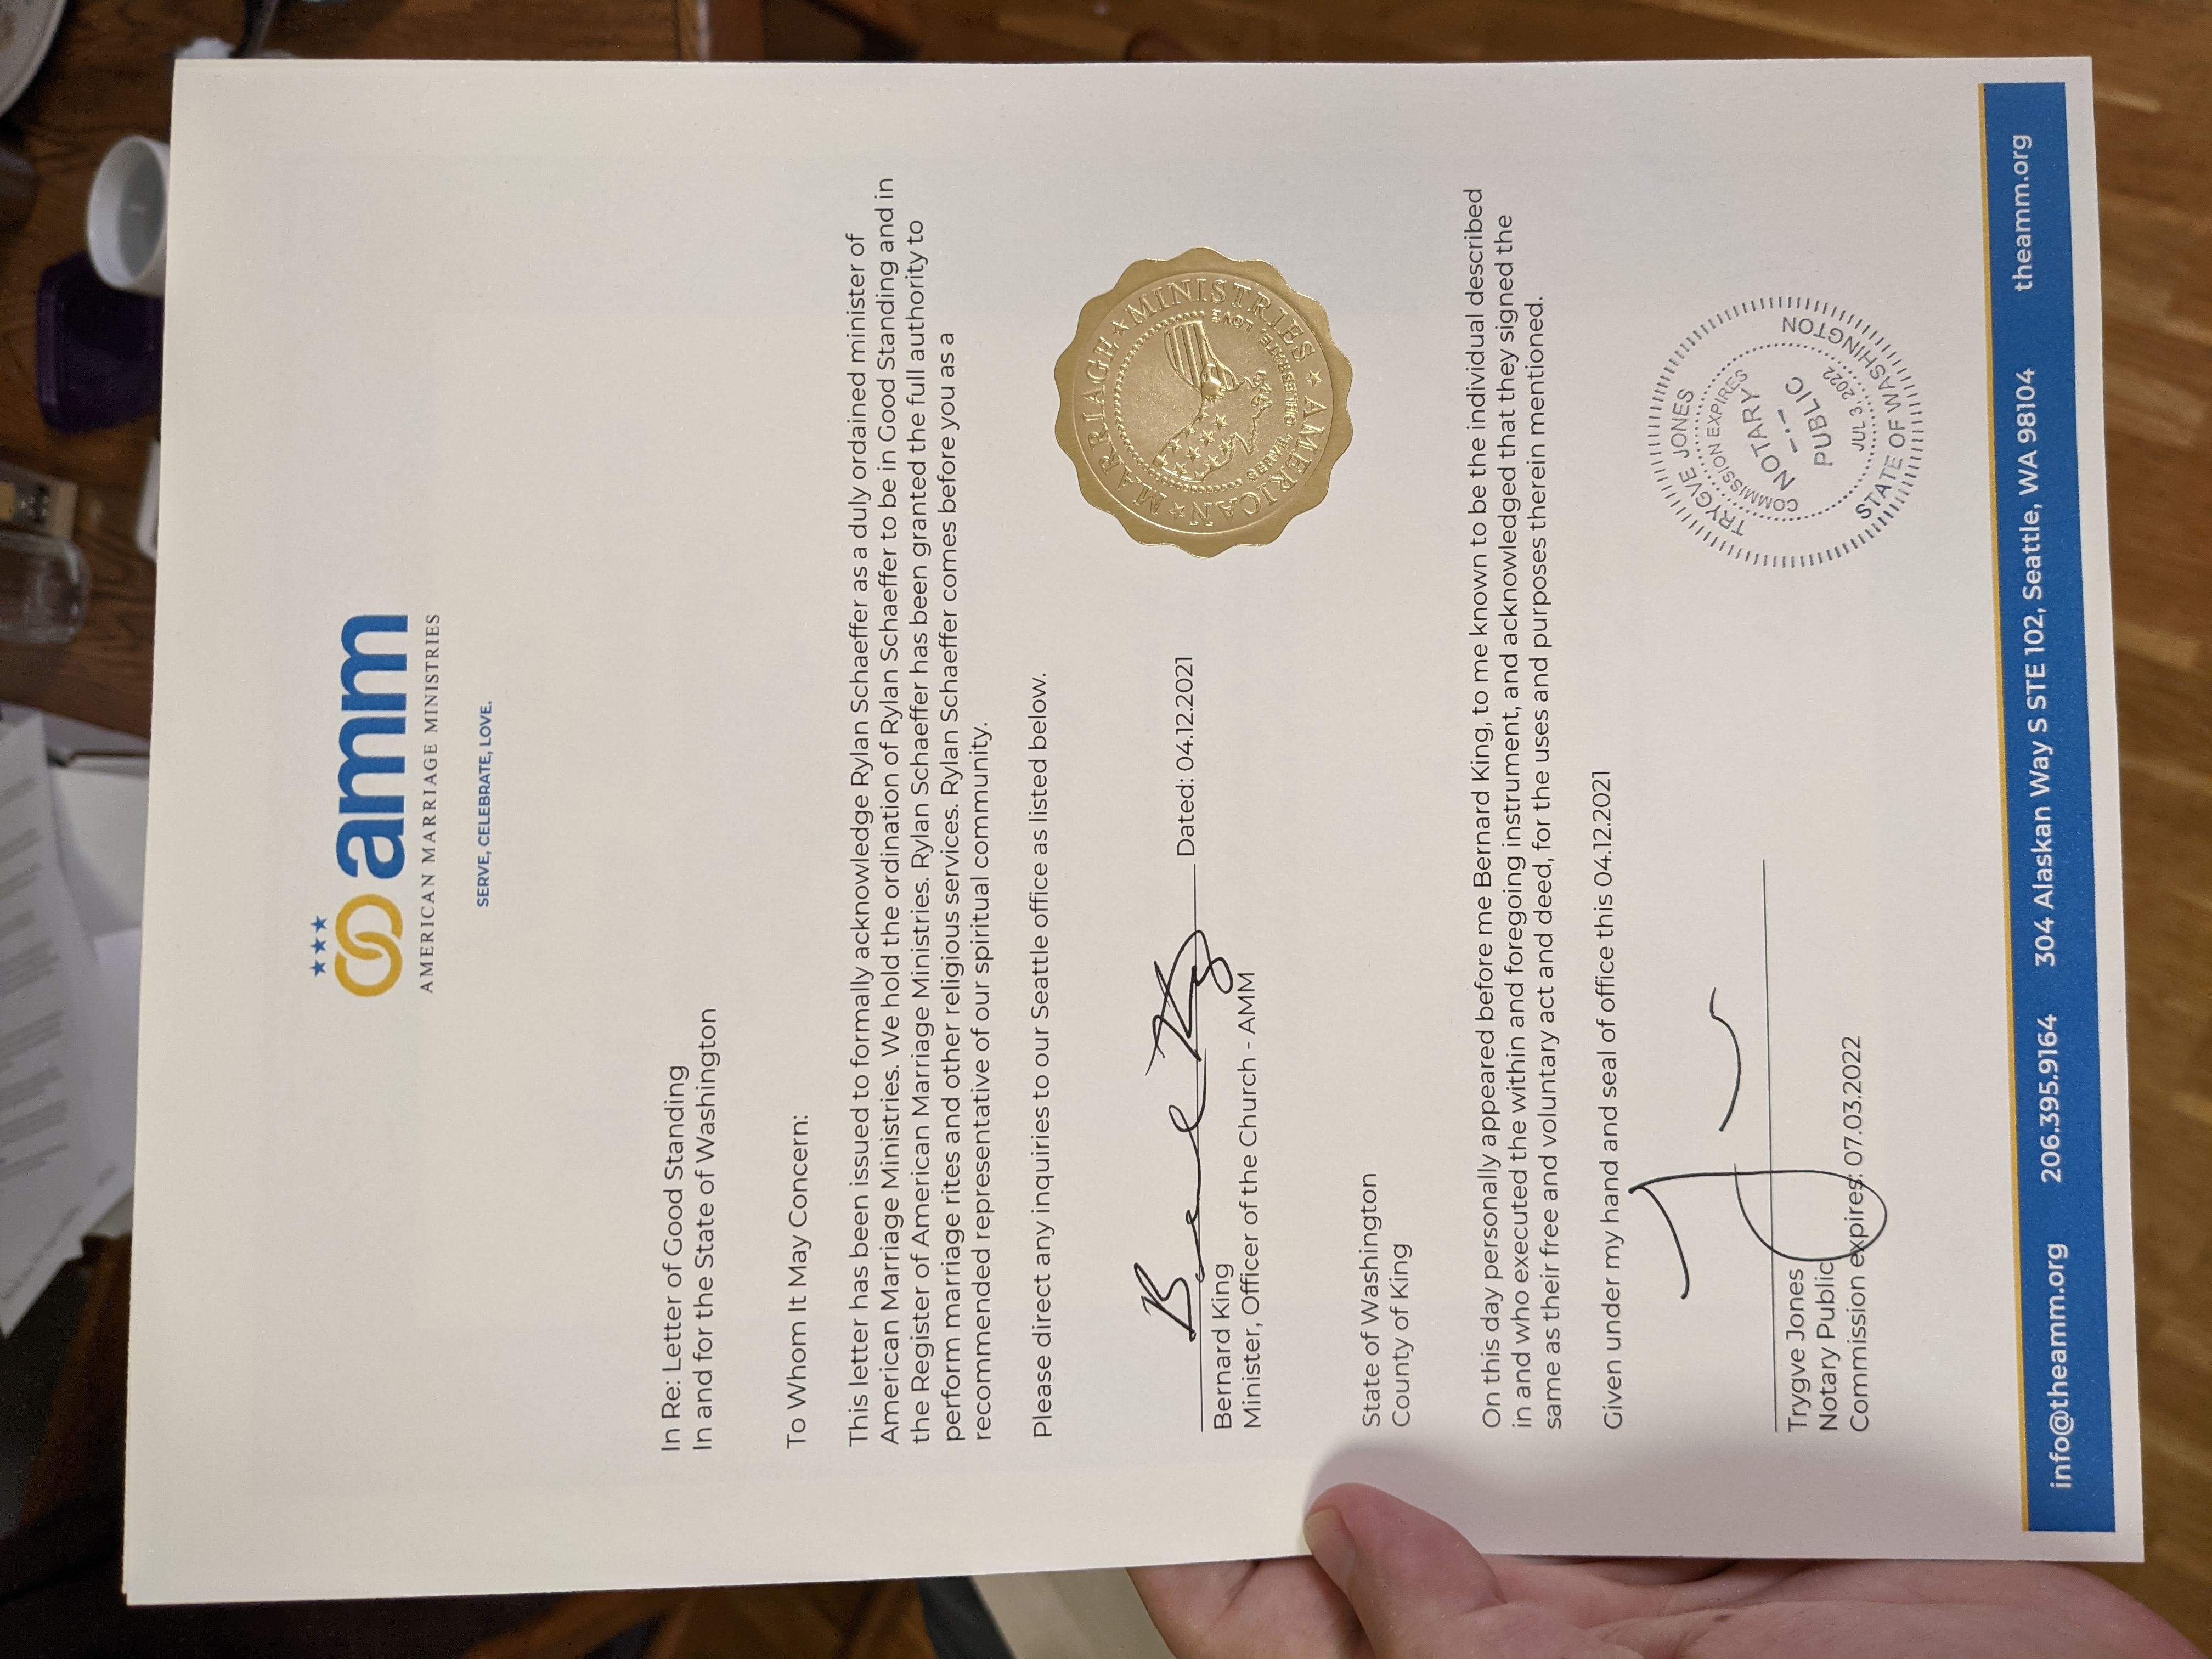 amm
AMERICAN MARRIAGE MINISTRIES
SERVE, CELEBRATE, LOVE.
In Re: Letter of Good Standing
In and for the State of Washington
To Whom It May Concern:
This letter has been issued to formally acknowledge Rylan Schaeffer as a duly ordained minister of
American Marriage Ministries. We hold the ordination of Rylan Schaeffer to be in Good Standing and in
the Register of American Marriage Ministries. Rylan Schaeffer has been granted the full authority to
perform marriage rites and other religious services. Rylan Schaeffer comes before you as a
recommended representative of our spiritual community.
Please direct any inquiries to our Seattle office as listed below.
Dated: 04.12.2021
Bernard King
Minister, Officer of the Church - AMM
AMERICAN ★ MARRIAGE ★ MINISTRIES ★
SERVE, CELEBRATE, LOVE
State of Washington
County of King
On this day personally appeared before me Bernard King, to me known to be the individual described
in and who executed the within and foregoing instrument, and acknowledged that they signed the
same as their free and voluntary act and deed, for the uses and purposes therein mentioned.
Given under my hand and seal of office this 04.12.2021
Trygve Jones
Notary Public
Commission expires: 07.03.2022
TRYGVE JONES
COMMISSION EXPIRES
NOTARY
PUBLIC
JUL 3, 2022
STATE OF WASHINGTON
info@theamm.org 206.395.9164 304 Alaskan Way S STE 102, Seattle, WA 98104 theamm.org